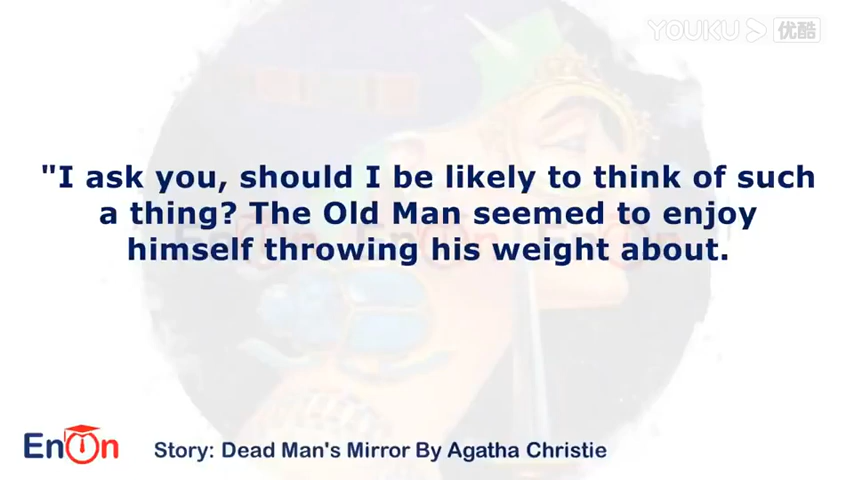 YOUKU 优酷
"I ask you, should I be likely to think of such
a thing? The Old Man seemed to enjoy
himself throwing his weight about.
EnOn
Story: Dead Man's Mirror By Agatha Christie